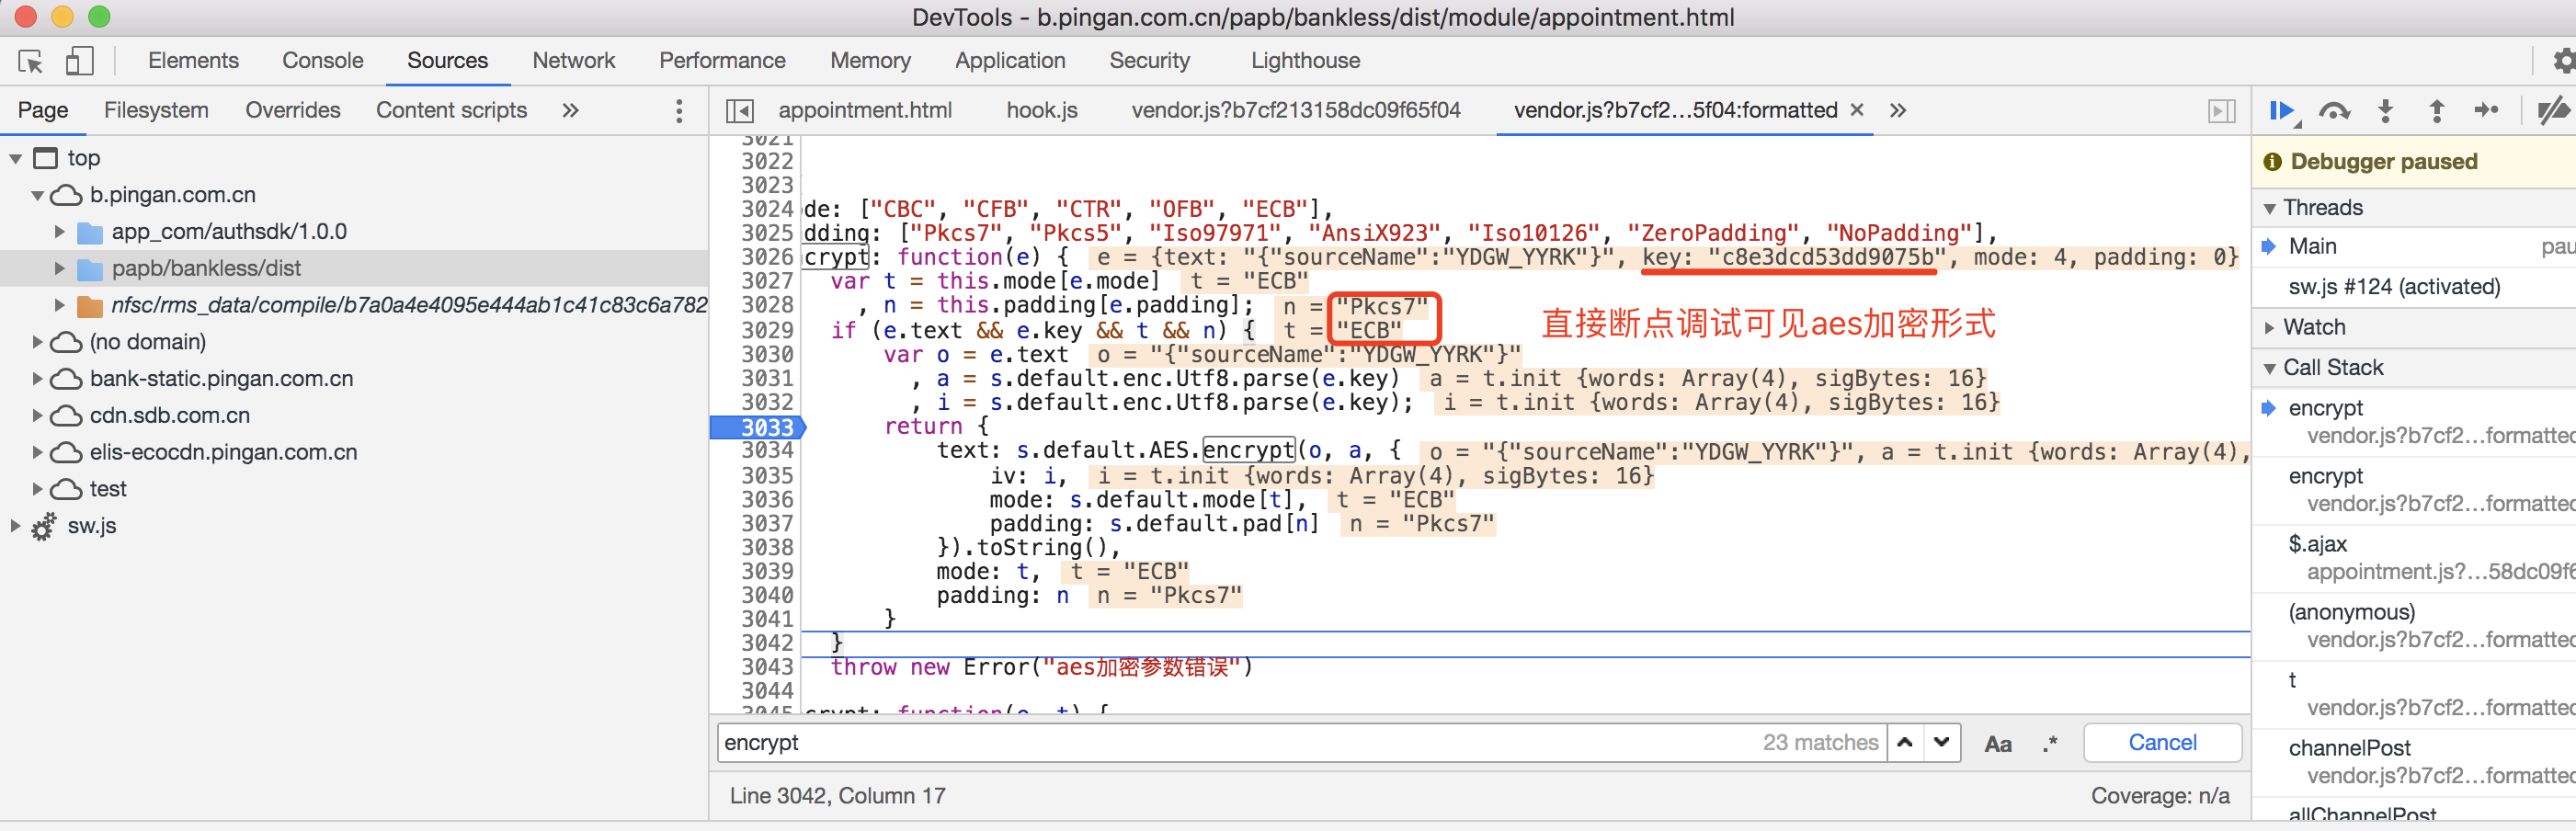 DevTools - b.pingan.com.cn/papb/bankless/dist/module/appointment.html
Elements Console Sources Network Performance Memory Application Security Lighthouse
Page Filesystem Overrides Content scripts »
appointment.html hook.js vendor.js?b7cf213158dc09f65f04 vendor.js?b7cf2…5f04:formatted × »
top
b.pingan.com.cn
app_com/authsdk/1.0.0
papb/bankless/dist
nfsc/rms_data/compile/b7a0a4e4095e444ab1c41c83c6a782
(no domain)
bank-static.pingan.com.cn
cdn.sdb.com.cn
elis-ecocdn.pingan.com.cn
test
sw.js
3021
3022
3023
3024 de: ["CBC", "CFB", "CTR", "OFB", "ECB"],
3025 dding: ["Pkcs7", "Pkcs5", "Iso97971", "AnsiX923", "Iso10126", "ZeroPadding", "NoPadding"],
3026 crypt: function(e) { e = {text: "{"sourceName":"YDGW_YYRK"}", key: "c8e3dcd53dd9075b", mode: 4, padding: 0}
3027 var t = this.mode[e.mode] t = "ECB"
3028 , n = this.padding[e.padding]; n = "Pkcs7"
3029 if (e.text && e.key && t && n) { t = "ECB"
直接断点调试可见aes加密形式
3030 var o = e.text o = "{"sourceName":"YDGW_YYRK"}"
3031 , a = s.default.enc.Utf8.parse(e.key) a = t.init {words: Array(4), sigBytes: 16}
3032 , i = s.default.enc.Utf8.parse(e.key); i = t.init {words: Array(4), sigBytes: 16}
3033 return {
3034 text: s.default.AES.encrypt(o, a, { o = "{"sourceName":"YDGW_YYRK"}", a = t.init {words: Array(4),
3035 iv: i, i = t.init {words: Array(4), sigBytes: 16}
3036 mode: s.default.mode[t], t = "ECB"
3037 padding: s.default.pad[n] n = "Pkcs7"
3038 }).toString(),
3039 mode: t, t = "ECB"
3040 padding: n n = "Pkcs7"
3041 }
3042 }
3043 throw new Error("aes加密参数错误")
3044
3045 crypt: function(e, t) {
encrypt 23 matches Aa .* Cancel
Line 3042, Column 17 Coverage: n/a
Debugger paused
Threads
Main pau
sw.js #124 (activated)
Watch
Call Stack
encrypt
vendor.js?b7cf2…formatted
encrypt
vendor.js?b7cf2…formatted
$.ajax
appointment.js?…58dc09f6
(anonymous)
vendor.js?b7cf2…formatted
t
vendor.js?b7cf2…formatted
channelPost
vendor.js?b7cf2…formatted
allChannelPost